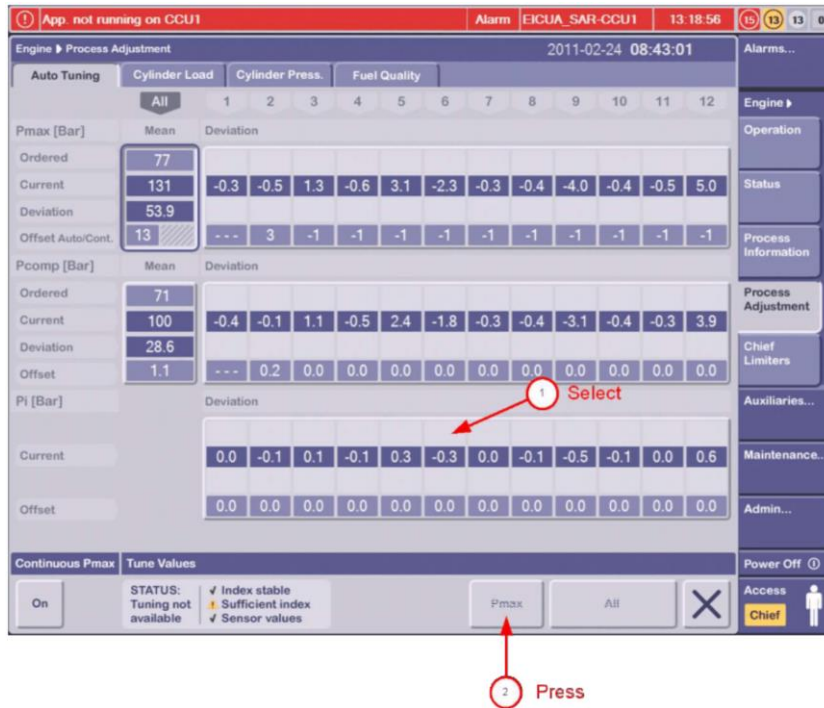 App. not running on CCU1 Alarm EICUA_SAR-CCU1 13:18:56 15 13 13 0
Engine Process Adjustment 2011-02-24 08:43:01 Alarms...
Auto Tuning Cylinder Load Cylinder Press. Fuel Quality
All 1 2 3 4 5 6 7 8 9 10 11 12 Engine
Pmax [Bar] Mean Deviation Operation
Ordered 77
Current 131 -0.3 -0.5 1.3 -0.6 3.1 -2.3 -0.3 -0.4 -4.0 -0.4 -0.5 5.0 Status
Deviation 53.9
Offset Auto/Cont. 13 --- 3 -1 -1 -1 -1 -1 -1 -1 -1 -1 -1 Process
Information
Pcomp [Bar] Mean Deviation
Ordered 71 Process
Adjustment
Current 100 -0.4 -0.1 1.1 -0.5 2.4 -1.8 -0.3 -0.4 -3.1 -0.4 -0.3 3.9
Deviation 28.6 Chief
Limiters
Offset 1.1 --- 0.2 0.0 0.0 0.0 0.0 0.0 0.0 0.0 0.0 0.0 0.0
1 Select
Pi [Bar] Deviation Auxiliaries...
Current 0.0 -0.1 0.1 -0.1 0.3 -0.3 0.0 -0.1 -0.5 -0.1 0.0 0.6 Maintenance..
Offset 0.0 0.0 0.0 0.0 0.0 0.0 0.0 0.0 0.0 0.0 0.0 0.0 Admin...
Continuous Pmax Tune Values Power Off
On STATUS: Index stable Pmax All Access
Tuning not Sufficient index
available Sensor values Chief
2 Press